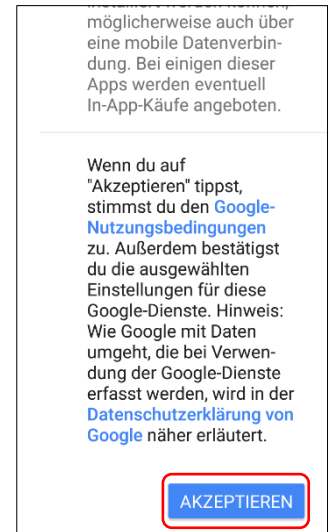 möglicherweise auch über
eine mobile Datenverbin-
dung. Bei einigen dieser
Apps werden eventuell
In-App-Käufe angeboten.
Wenn du auf
"Akzeptieren" tippst,
stimmst du den Google-
Nutzungsbedingungen
zu. Außerdem bestätigst
du die ausgewählten
Einstellungen für diese
Google-Dienste. Hinweis:
Wie Google mit Daten
umgeht, die bei Verwen-
dung der Google-Dienste
erfasst werden, wird in der
Datenschutzerklärung von
Google näher erläutert.
AKZEPTIEREN